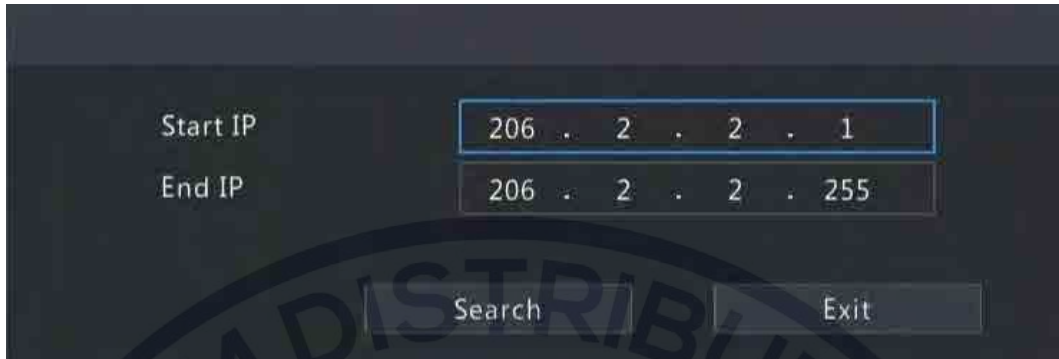 Start IP 206 . 2 . 2 . 1
End IP 206 . 2 . 2 . 255
Search Exit